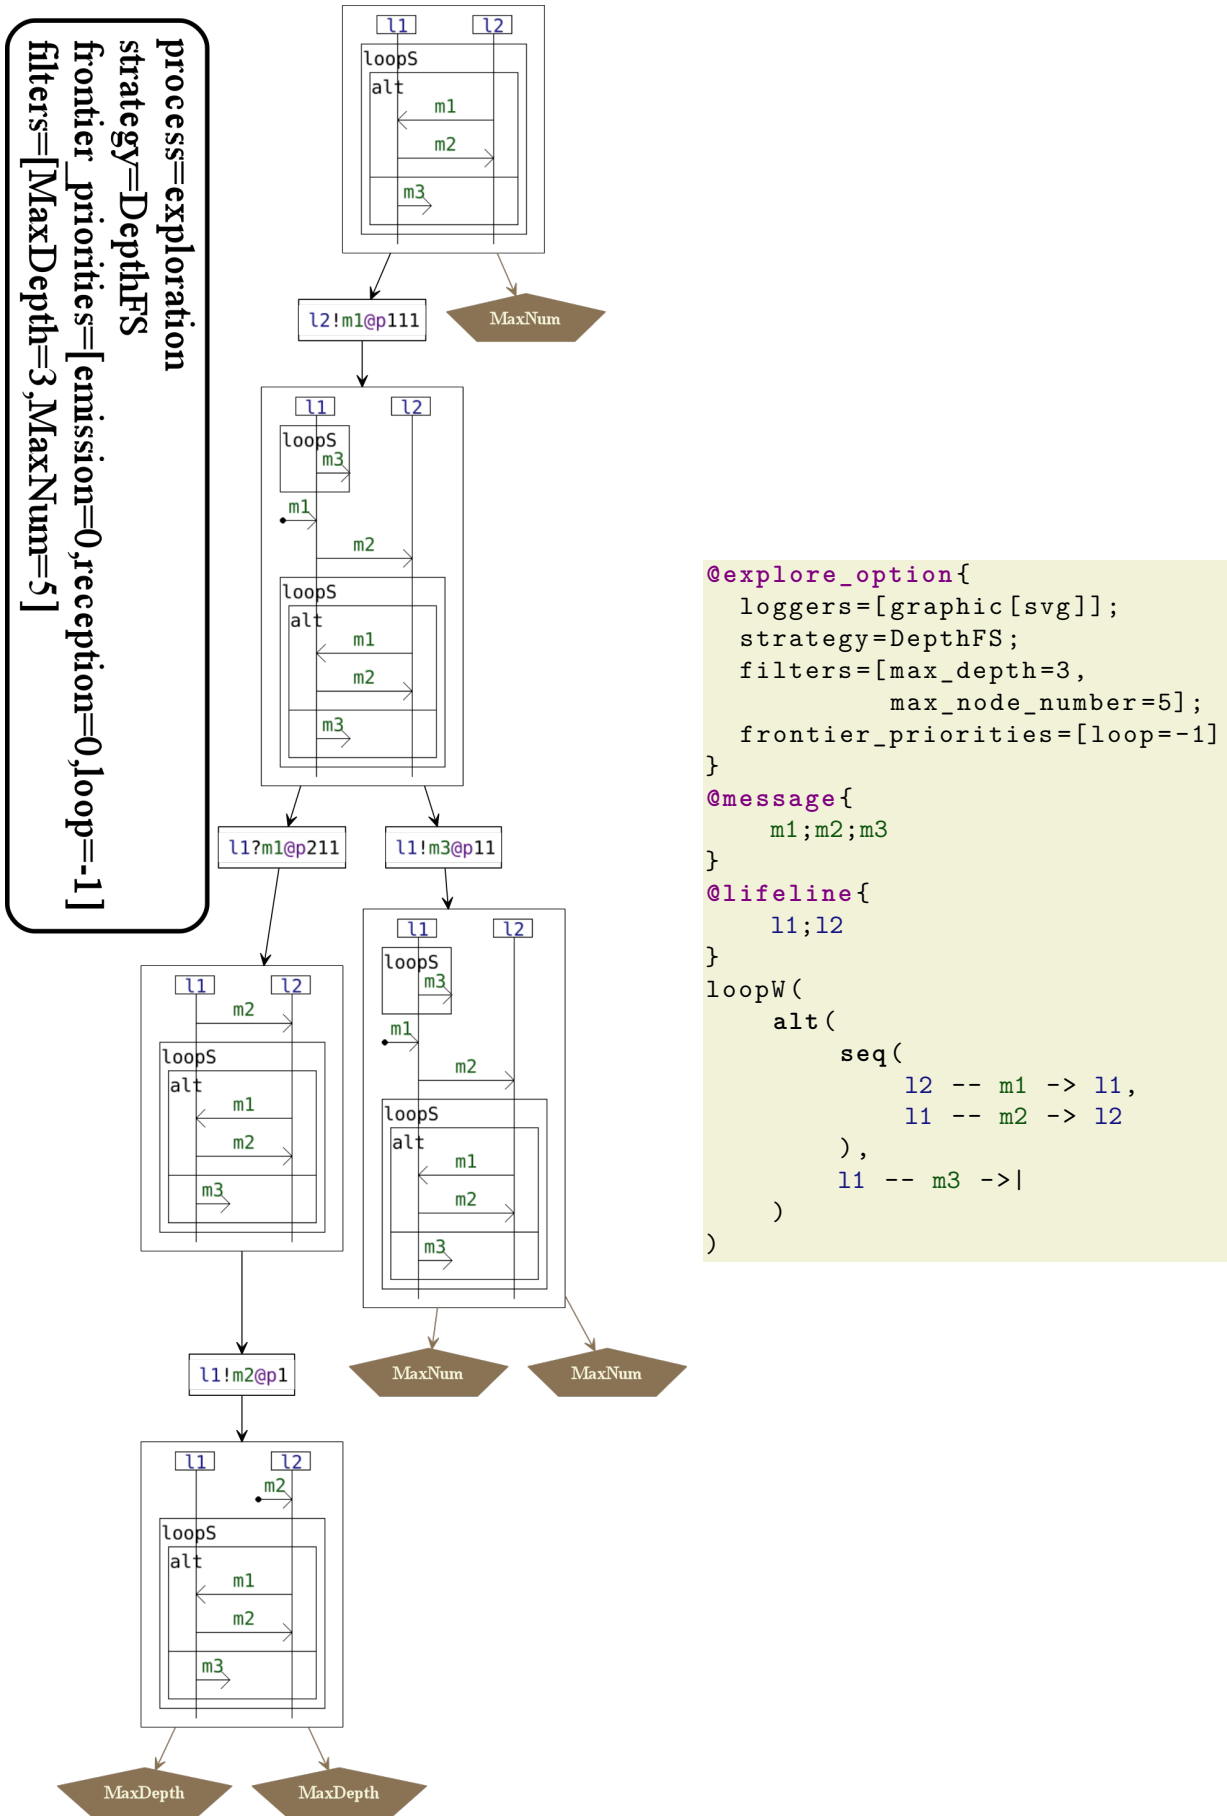 process=exploration
strategy=DepthFS
frontier_priorities=[emission=0,reception=0,loop=-1]
filters=[MaxDepth=3,MaxNum=5]
l1 l2
loopS
alt
m1
m2
m3
l2!m1@p111
MaxNum
l1 l2
loopS
m3
m1
m2
loopS
alt
m1
m2
m3
l1?m1@p211
l1!m3@p11
l1 l2
m2
loopS
alt
m1
m2
m3
l1 l2
loopS
m3
m1
m2
loopS
alt
m1
m2
m3
MaxNum
MaxNum
l1!m2@p1
l1 l2
m2
loopS
alt
m1
m2
m3
MaxDepth
MaxDepth
@explore_option{
loggers=[graphic[svg]];
strategy=DepthFS;
filters=[max_depth=3,
max_node_number=5];
frontier_priorities=[loop=-1]
}
@message{
m1;m2;m3
}
@lifeline{
l1;l2
}
loopW(
alt(
seq(
l2 -- m1 -> l1,
l1 -- m2 -> l2
),
l1 -- m3 ->|
)
)